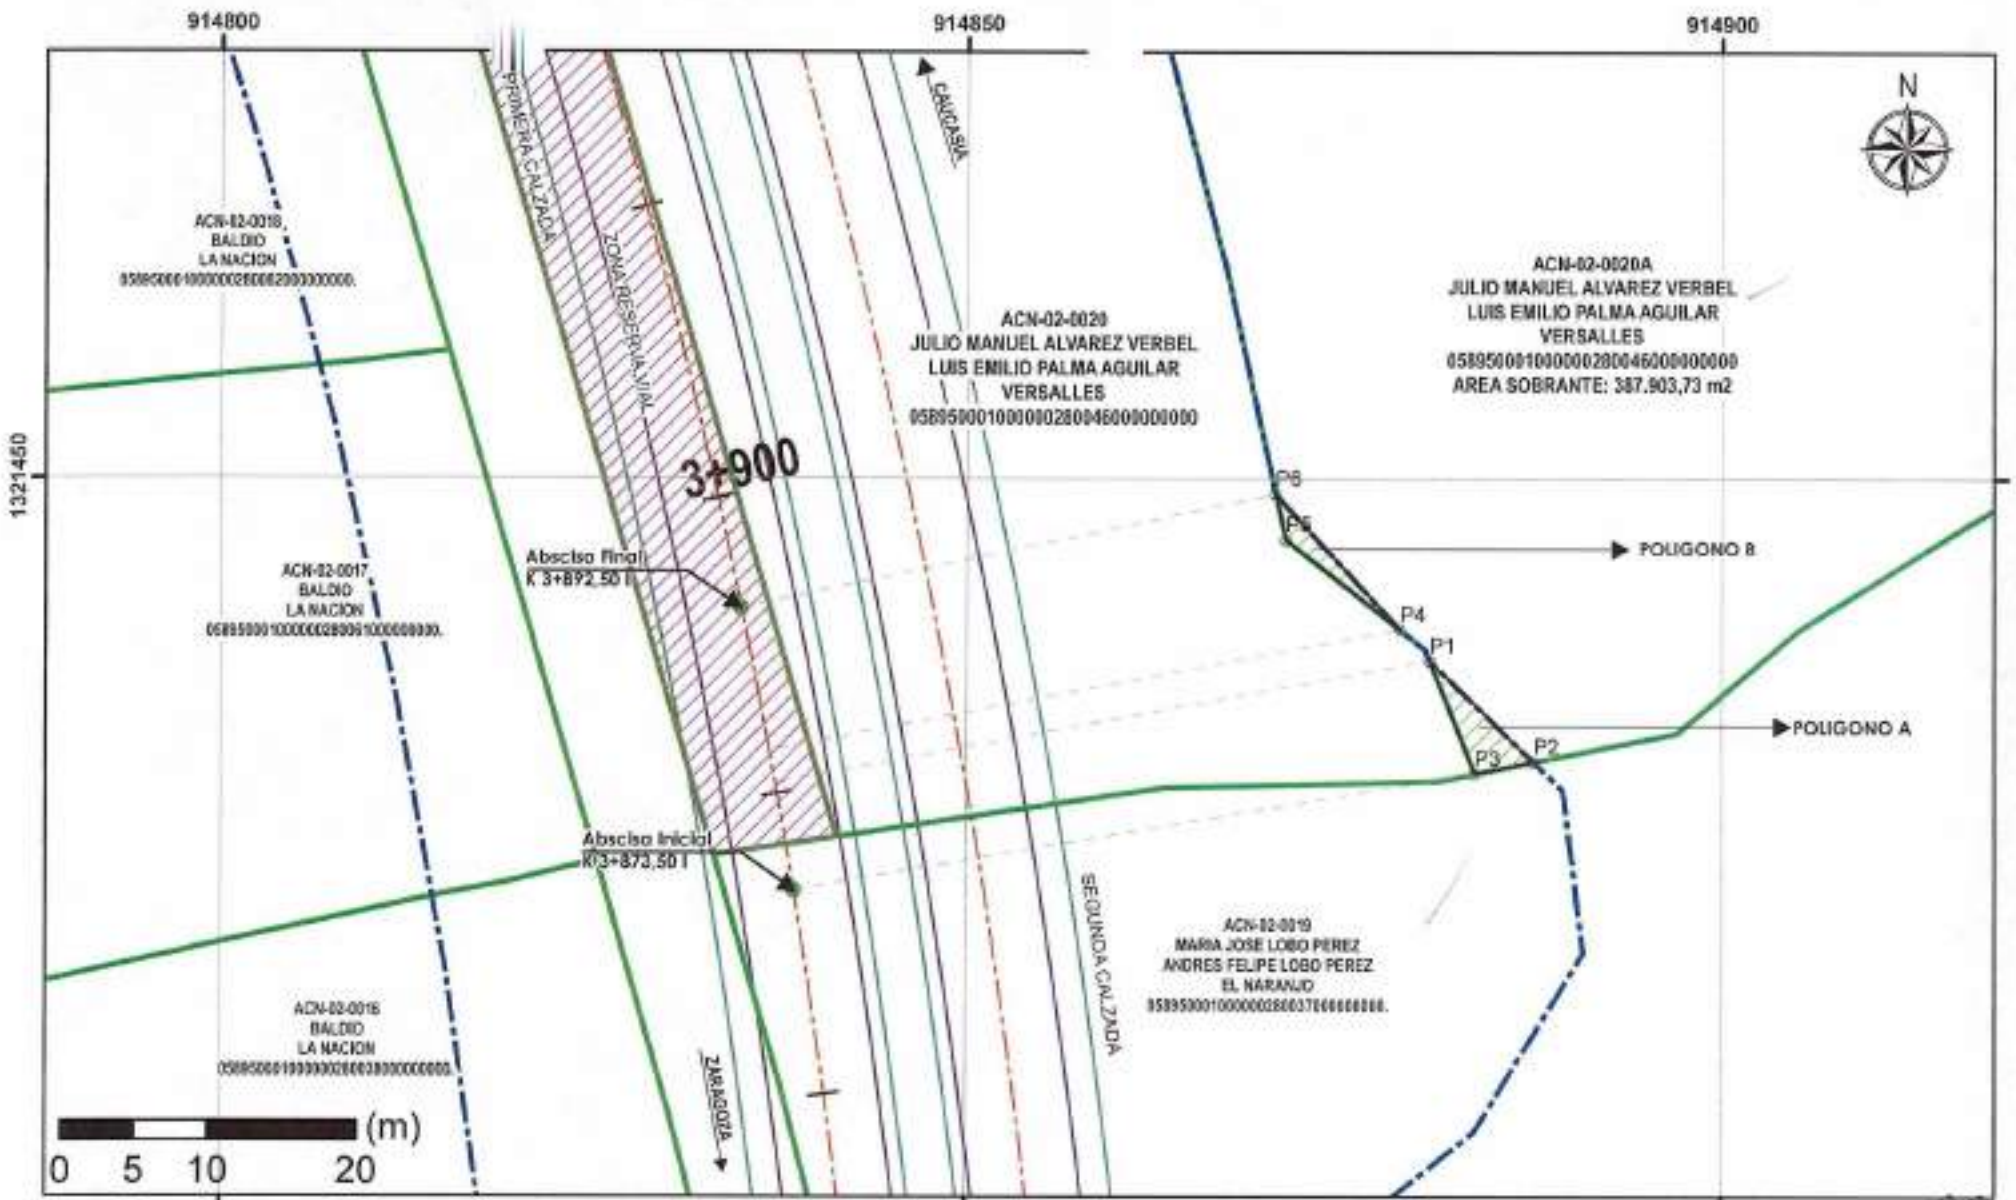 914800
914850
914900
N
PRIMERA CALZADA
CAUCASIA
ACN-02-0018
BALDIO
LA NACION
ZONA RESERVA VIAL
ACN-02-0020
JULIO MANUEL ALVAREZ VERBEL
LUIS EMILIO PALMA AGUILAR
VERSALLES
058950001000000280046000000000
ACN-02-0020A
JULIO MANUEL ALVAREZ VERBEL
LUIS EMILIO PALMA AGUILAR
VERSALLES
058950001000000280046000000000
AREA SOBRANTE: 387.903,73 m2
1321450
3+900
P6
P5
POLIGONO B
Abscisa Final
K 3+892,50 I
ACN-02-0017
BALDIO
LA NACION
P4
P1
POLIGONO A
P2
P3
Abscisa Inicial
K 3+873,50 I
SEGUNDA CALZADA
ACN-02-0019
MARIA JOSE LOBO PEREZ
ANDRES FELIPE LOBO PEREZ
EL NARANJO
ACN-02-0016
BALDIO
LA NACION
ZARAGOZA
(m)
0 5 10 20